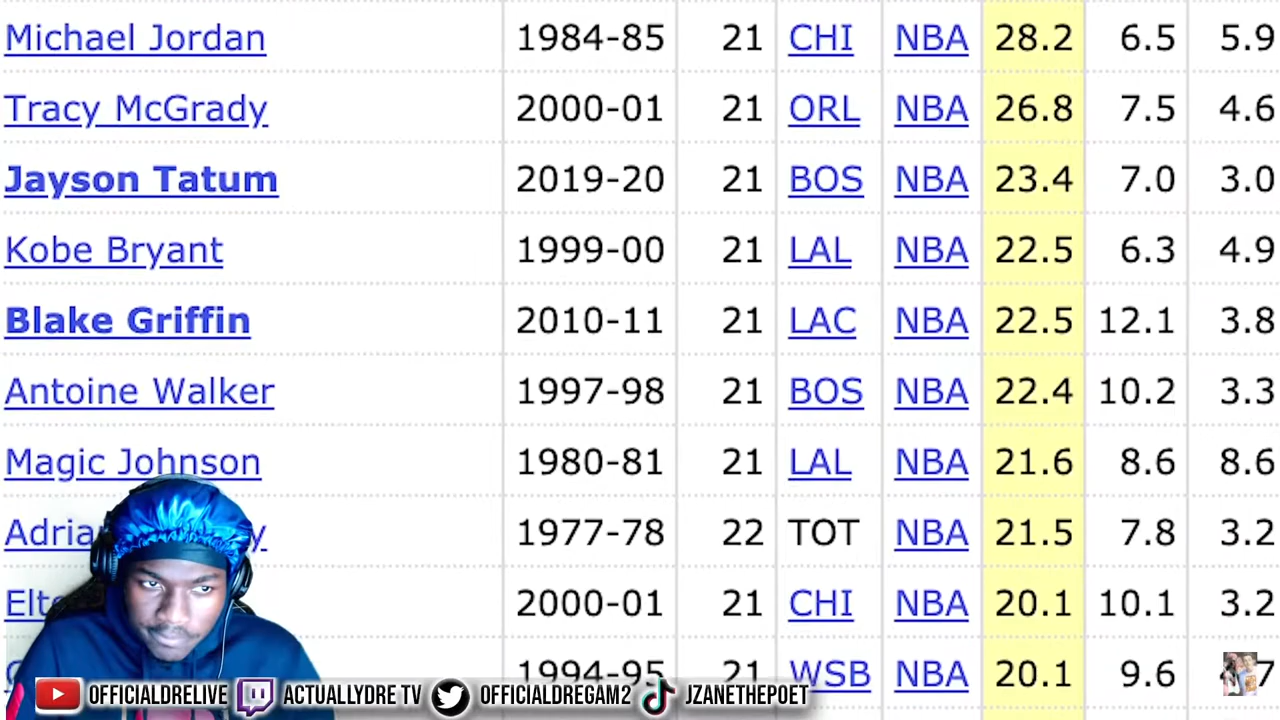 Michael Jordan 1984-85 21 CHI NBA 28.2 6.5 5.9
Tracy McGrady 2000-01 21 ORL NBA 26.8 7.5 4.6
Jayson Tatum 2019-20 21 BOS NBA 23.4 7.0 3.0
Kobe Bryant 1999-00 21 LAL NBA 22.5 6.3 4.9
Blake Griffin 2010-11 21 LAC NBA 22.5 12.1 3.8
Antoine Walker 1997-98 21 BOS NBA 22.4 10.2 3.3
Magic Johnson 1980-81 21 LAL NBA 21.6 8.6 8.6
1977-78 22 TOT NBA 21.5 7.8 3.2
2000-01 21 CHI NBA 20.1 10.1 3.2
1994-95 21 WSB NBA 20.1 9.6
OFFICIALDRELIVE ACTUALLYDRE TV OFFICIALDREGAM2 JZANETHEPOET